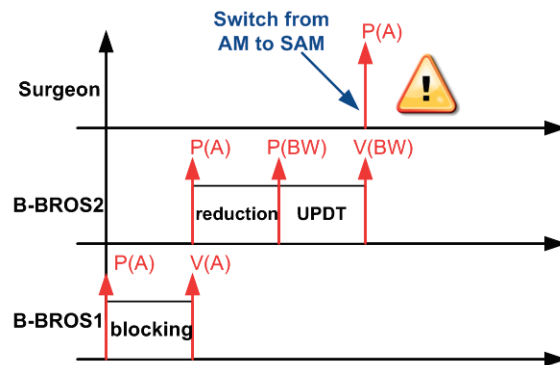 Switch from
AM to SAM
P(A)
!
Surgeon
P(A)
P(BW)
V(BW)
B-BROS2
reduction
UPDT
P(A)
V(A)
B-BROS1
blocking